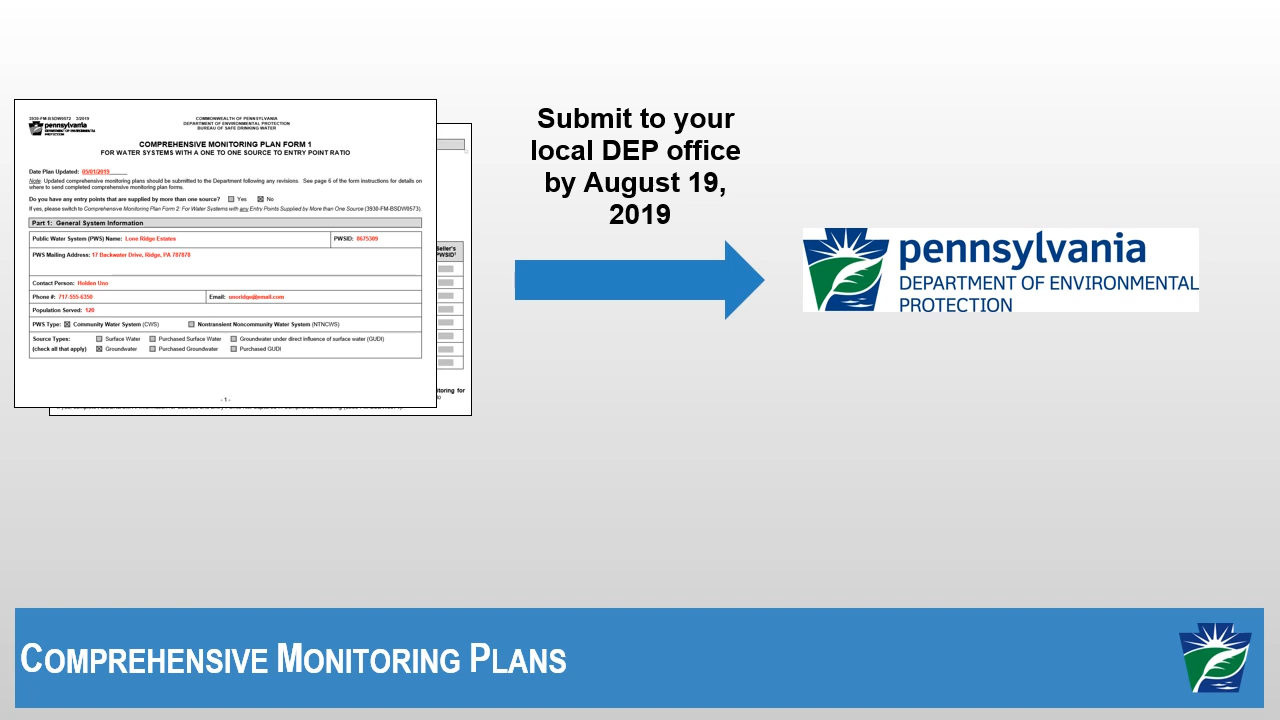 3930-FM-BSDW0572 3/2019
pennsylvania
DEPARTMENT OF ENVIRONMENTAL
PROTECTION
COMMONWEALTH OF PENNSYLVANIA
DEPARTMENT OF ENVIRONMENTAL PROTECTION
BUREAU OF SAFE DRINKING WATER
COMPREHENSIVE MONITORING PLAN FORM 1
FOR WATER SYSTEMS WITH A ONE TO ONE SOURCE TO ENTRY POINT RATIO
Date Plan Updated: 05/01/2019
Note: Updated comprehensive monitoring plans should be submitted to the Department following any revisions. See page 6 of the form instructions for details on
where to send completed comprehensive monitoring plan forms.
Do you have any entry points that are supplied by more than one source? Yes No
If yes, please switch to Comprehensive Monitoring Plan Form 2: For Water Systems with any Entry Points Supplied by More than One Source (3930-FM-BSDW0573).
Part 1: General System Information
Public Water System (PWS) Name: Lone Ridge Estates PWSID: 8675309
PWS Mailing Address: 17 Backwater Drive, Ridge, PA 787878
Contact Person: Holden Uno
Phone #: 717-555-6350 Email: unoridge@email.com
Population Served: 120
PWS Type: Community Water System (CWS) Nontransient Noncommunity Water System (NTNCWS)
Source Types: Surface Water Purchased Surface Water Groundwater under direct influence of surface water (GUDI)
(check all that apply) Groundwater Purchased Groundwater Purchased GUDI
- 1 -
Seller's
PWSID¹
itoring for
Submit to your
local DEP office
by August 19,
2019
pennsylvania
DEPARTMENT OF ENVIRONMENTAL
PROTECTION
COMPREHENSIVE MONITORING PLANS